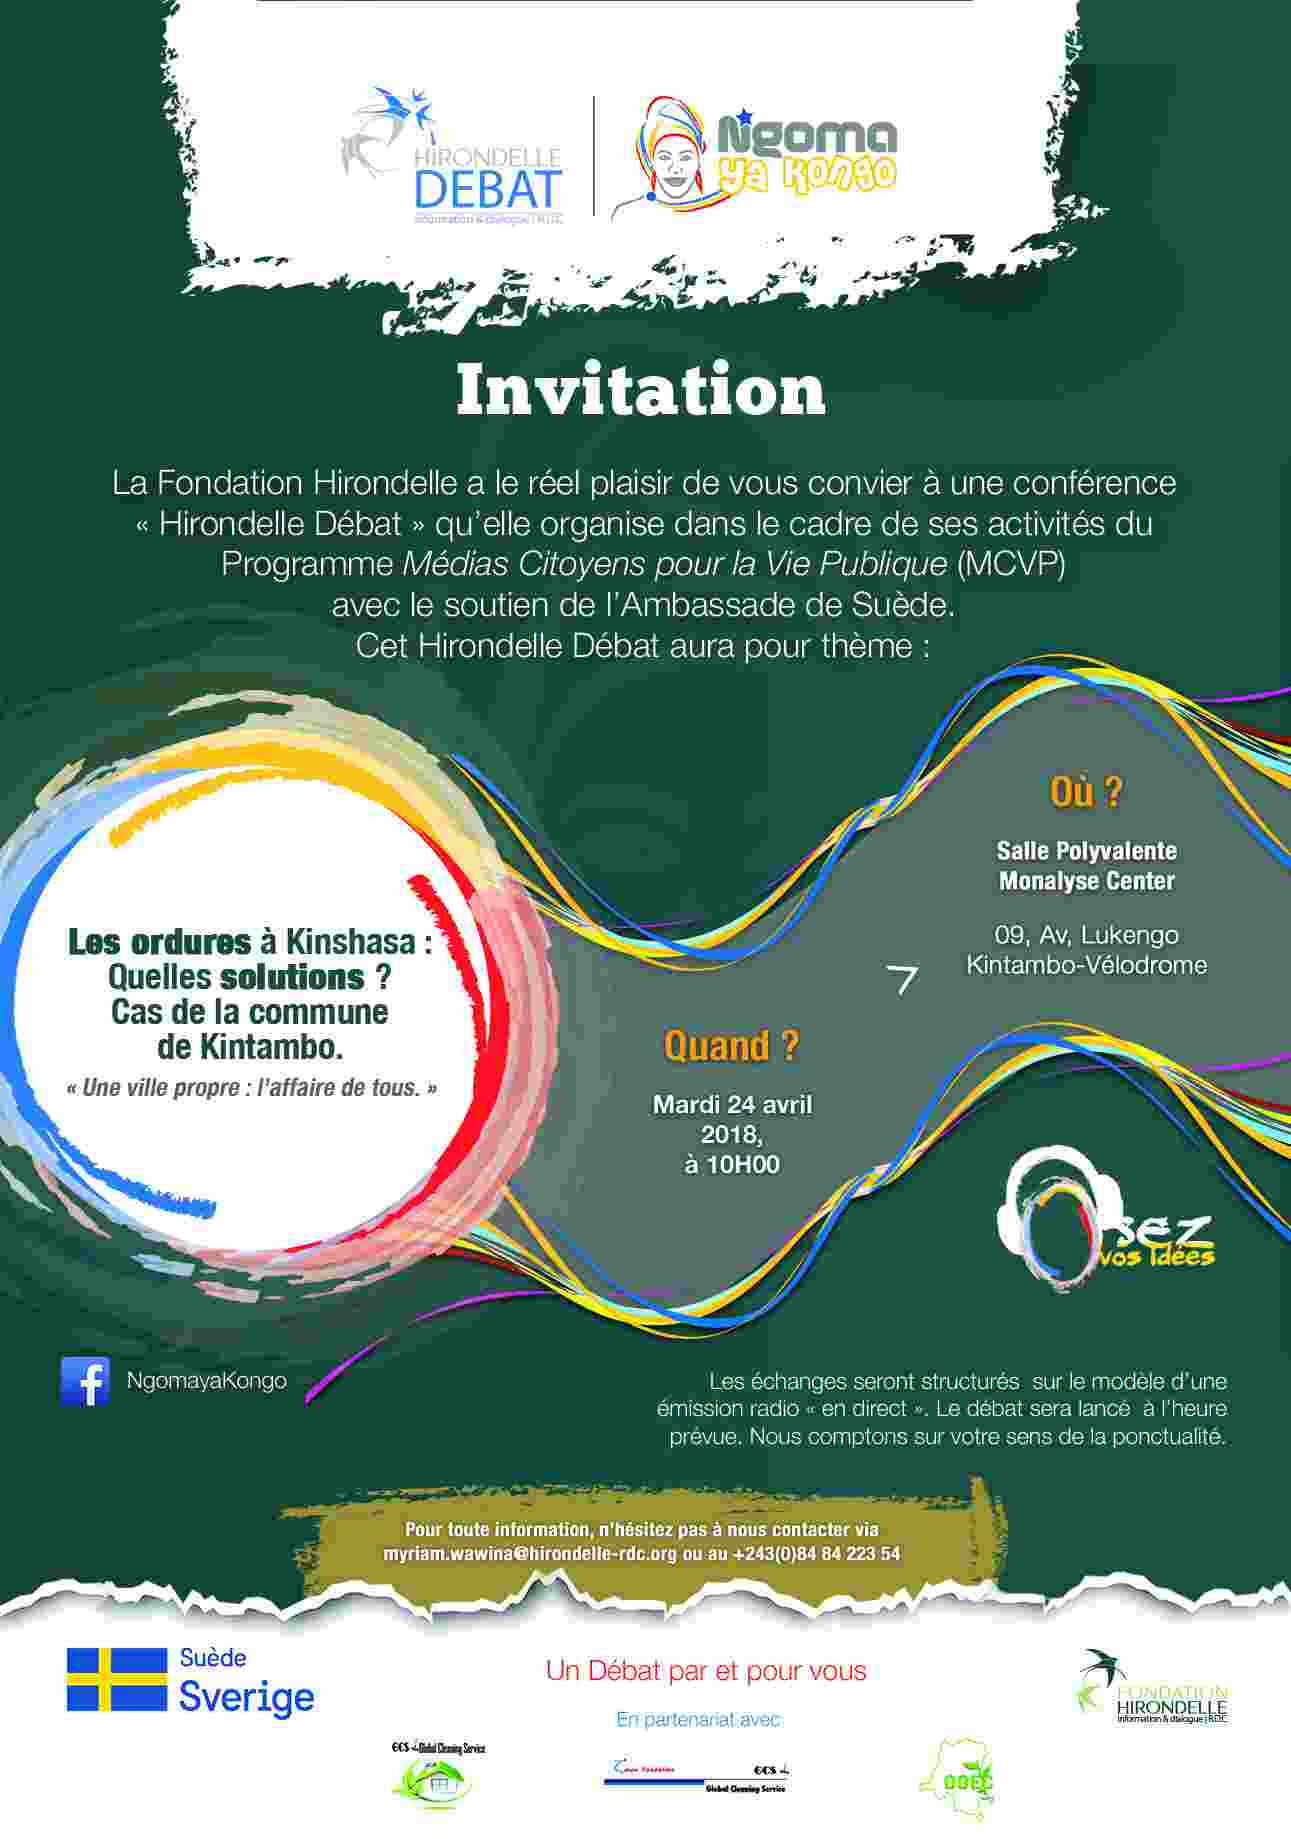 HIRONDELLE
DEBAT
information & dialogue | RDC
Ngoma
ya kongo
Invitation
La Fondation Hirondelle a le réel plaisir de vous convier à une conférence
« Hirondelle Débat » qu'elle organise dans le cadre de ses activités du
Programme Médias Citoyens pour la Vie Publique (MCVP)
avec le soutien de l'Ambassade de Suède.
Cet Hirondelle Débat aura pour thème :
Les ordures à Kinshasa :
Quelles solutions ?
Cas de la commune
de Kintambo.
« Une ville propre : l'affaire de tous. »
Où ?
Salle Polyvalente
Monalyse Center
09, Av, Lukengo
Kintambo-Vélodrome
Quand ?
Mardi 24 avril
2018,
à 10H00
Osez
vos idées
NgomayaKongo
Les échanges seront structurés sur le modèle d'une
émission radio « en direct ». Le débat sera lancé à l'heure
prévue. Nous comptons sur votre sens de la ponctualité.
Pour toute information, n'hésitez pas à nous contacter via
myriam.wawina@hirondelle-rdc.org ou au +243(0)84 84 223 54
Suède
Sverige
Un Débat par et pour vous
En partenariat avec
FONDATION
HIRONDELLE
information & dialogue | RDC
GCS Global Cleaning Service
Fondation
GCS
Global Cleaning Service